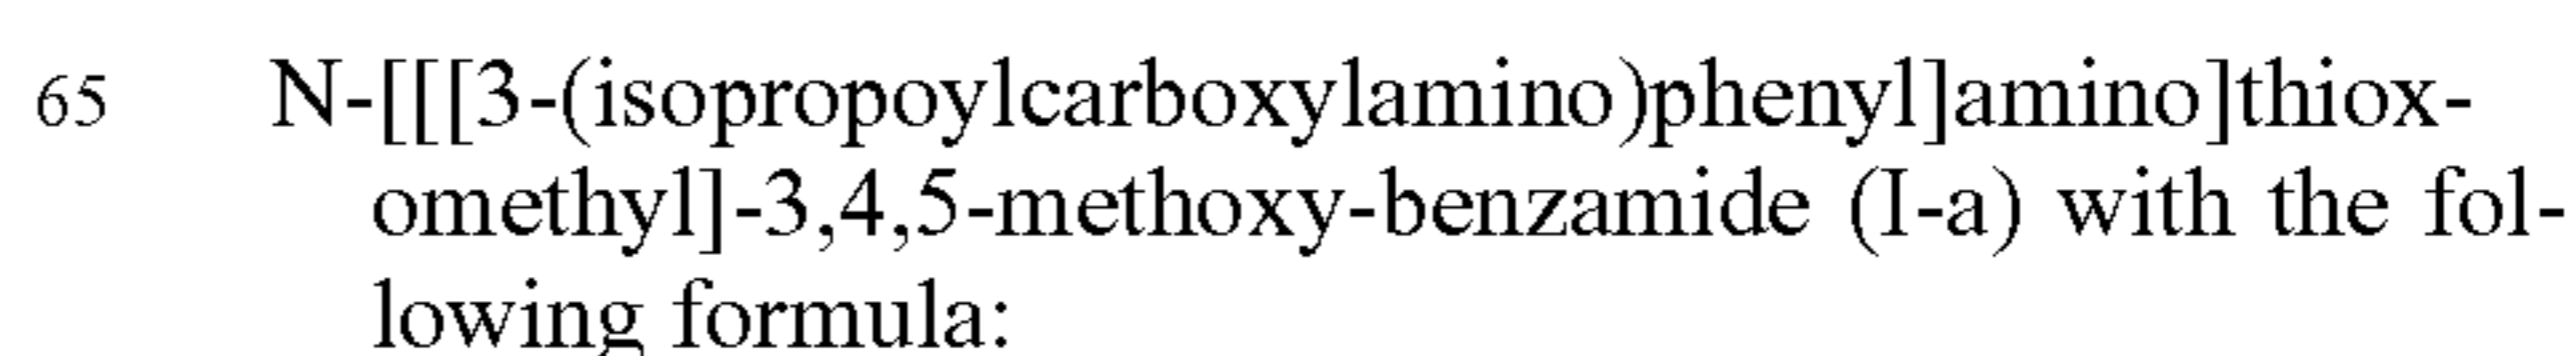 65 N-[[[3-(isopropoylcarboxylamino)phenyl]amino]thiox-
omethyl]-3,4,5-methoxy-benzamide (I-a) with the fol-
lowing formula: